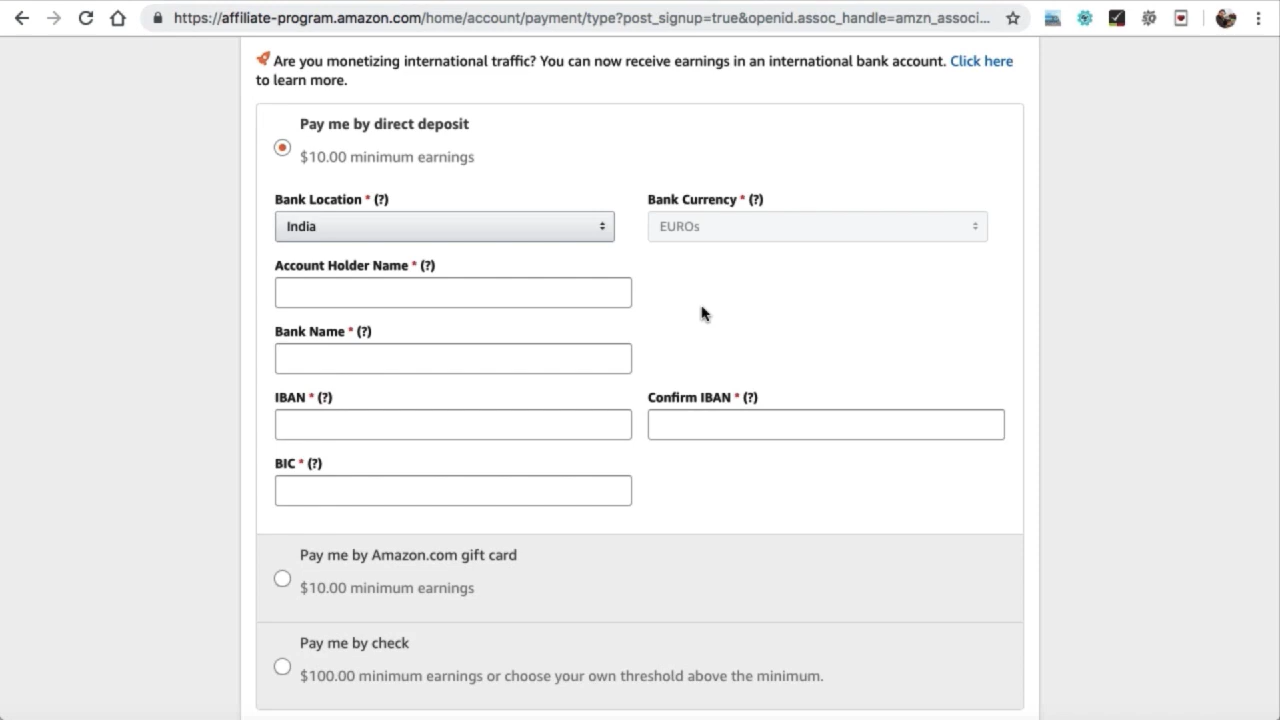 https://affiliate-program.amazon.com/home/account/payment/type?post_signup=true&openid.assoc_handle=amzn_associ...
Are you monetizing international traffic? You can now receive earnings in an international bank account. Click here
to learn more.
Pay me by direct deposit
$10.00 minimum earnings
Bank Location * (?)
Bank Currency * (?)
India
EUROs
Account Holder Name * (?)
Bank Name * (?)
IBAN * (?)
Confirm IBAN * (?)
BIC * (?)
Pay me by Amazon.com gift card
$10.00 minimum earnings
Pay me by check
$100.00 minimum earnings or choose your own threshold above the minimum.